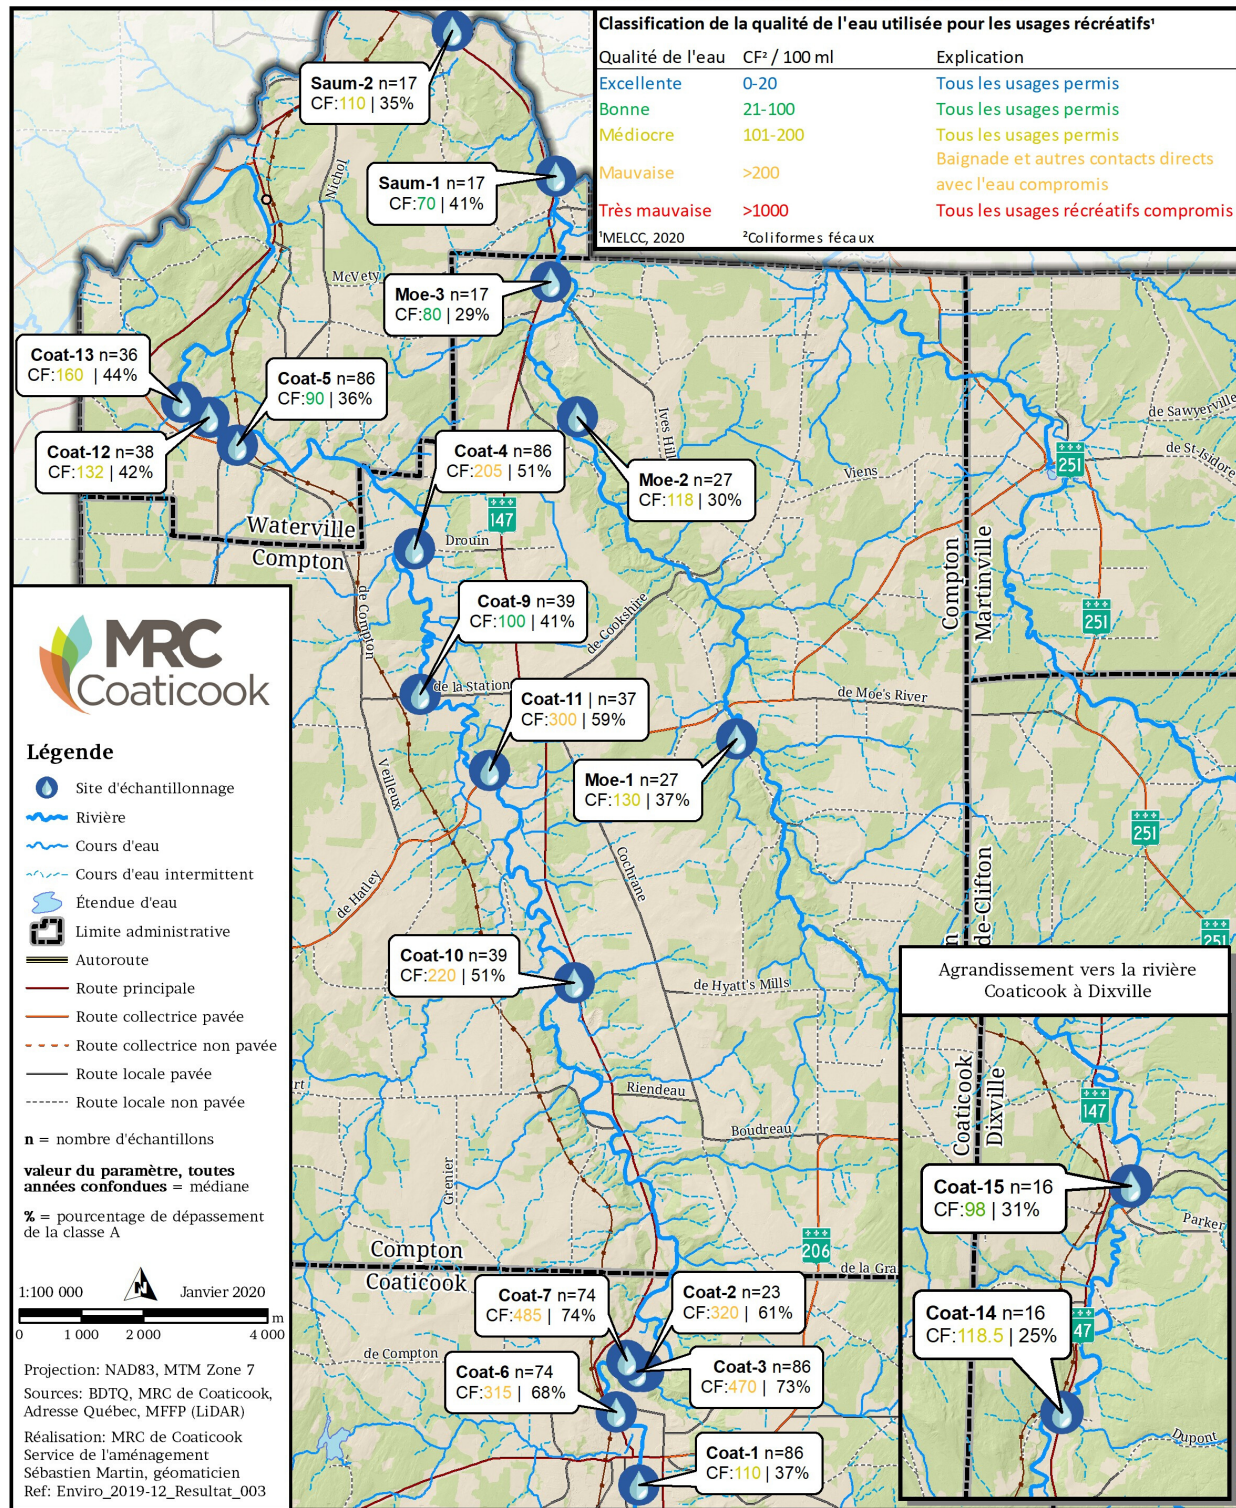 Classification de la qualité de l'eau utilisée pour les usages récréatifs¹
Qualité de l'eau CF² / 100 ml Explication
Excellente 0-20 Tous les usages permis
Bonne 21-100 Tous les usages permis
Médiocre 101-200 Tous les usages permis
Mauvaise >200 Baignade et autres contacts directs
avec l'eau compromis
Très mauvaise >1000 Tous les usages récréatifs compromis
¹MELCC, 2020 ²Coliformes fécaux
Saum-2 n=17
CF:110 | 35%
Saum-1 n=17
CF:70 | 41%
Nichol
McVety
Moe-3 n=17
CF:80 | 29%
Coat-13 n=36
CF:160 | 44%
Coat-5 n=86
CF:90 | 36%
Coat-12 n=38
CF:132 | 42%
Coat-4 n=86
CF:205 | 51%
Ives Hill
Moe-2 n=27
CF:118 | 30%
Viens
de Sawyerville
de St-Isidore
251
147
Waterville
Compton
Drouin
Compton
Martinville
de Compton
Coat-9 n=39
CF:100 | 41%
de Cookshire
251
de la Station
Coat-11 | n=37
CF:300 | 59%
de Moe's River
Moe-1 n=27
CF:130 | 37%
Veilleux
de Hatley
Cochrane
251
de-Clifton
251
Coat-10 n=39
CF:220 | 51%
de Hyatt's Mills
Riendeau
Boudreau
Grenier
206
Compton
Coaticook
de la Gra
Coat-7 n=74
CF:485 | 74%
Coat-2 n=23
CF:320 | 61%
de Compton
Coat-6 n=74
CF:315 | 68%
Coat-3 n=86
CF:470 | 73%
Coat-1 n=86
CF:110 | 37%
MRC
Coaticook
Légende
Site d'échantillonnage
Rivière
Cours d'eau
Cours d'eau intermittent
Étendue d'eau
Limite administrative
Autoroute
Route principale
Route collectrice pavée
Route collectrice non pavée
Route locale pavée
Route locale non pavée
n = nombre d'échantillons
valeur du paramètre, toutes
années confondues = médiane
% = pourcentage de dépassement
de la classe A
1:100 000 N Janvier 2020
0 1 000 2 000 4 000 m
Projection: NAD83, MTM Zone 7
Sources: BDTQ, MRC de Coaticook,
Adresse Québec, MFFP (LiDAR)
Réalisation: MRC de Coaticook
Service de l'aménagement
Sébastien Martin, géomaticien
Ref: Enviro_2019-12_Resultat_003
Agrandissement vers la rivière
Coaticook à Dixville
Coaticook
Dixville
147
Coat-15 n=16
CF:98 | 31%
Parker
Coat-14 n=16
CF:118.5 | 25%
47
Dupont